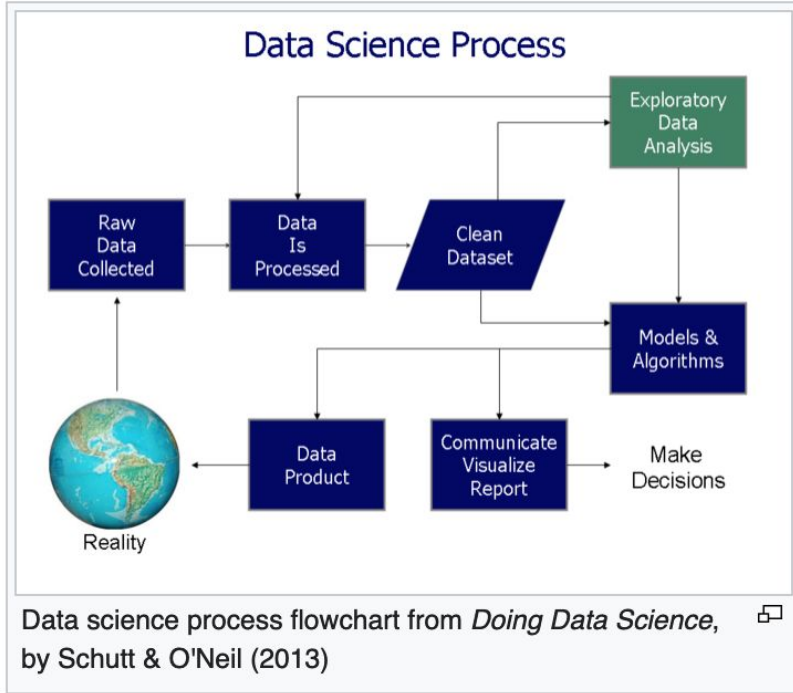 Data Science Process
Exploratory
Data
Analysis
Raw
Data
Collected
Data
Is
Processed
Clean
Dataset
Models &
Algorithms
Data
Product
Communicate
Visualize
Report
Make
Decisions
Reality
Data science process flowchart from Doing Data Science,
by Schutt & O'Neil (2013)